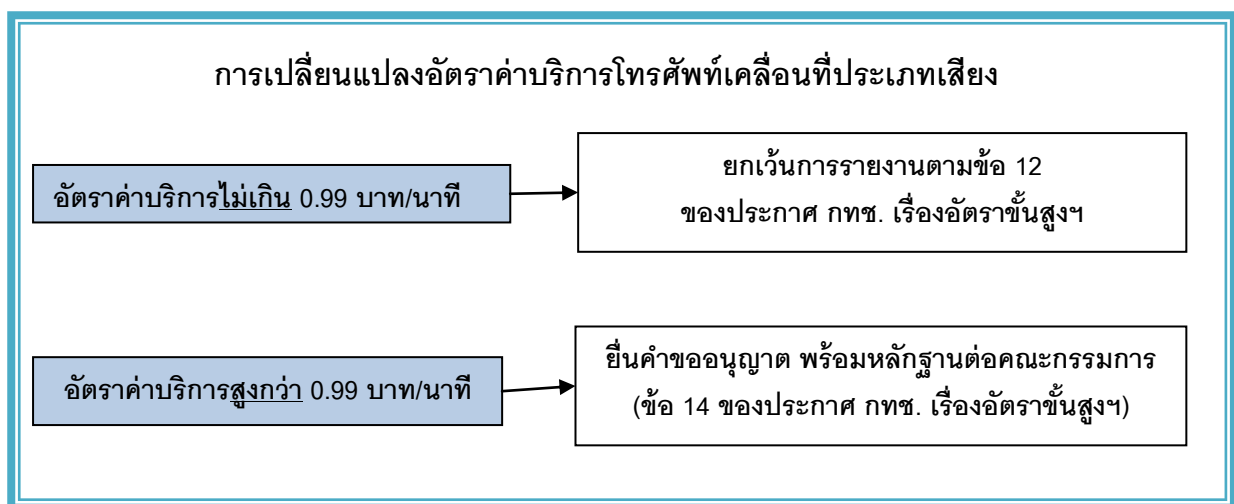 การเปลี่ยนแปลงอัตราค่าบริการโทรศัพท์เคลื่อนที่ประเภทเสียง
อัตราค่าบริการไม่เกิน 0.99 บาท/นาที
ยกเว้นการรายงานตามข้อ 12
ของประกาศ กทช. เรื่องอัตราขั้นสูงฯ
อัตราค่าบริการสูงกว่า 0.99 บาท/นาที
ยื่นคำขออนุญาต พร้อมหลักฐานต่อคณะกรรมการ
(ข้อ 14 ของประกาศ กทช. เรื่องอัตราขั้นสูงฯ)